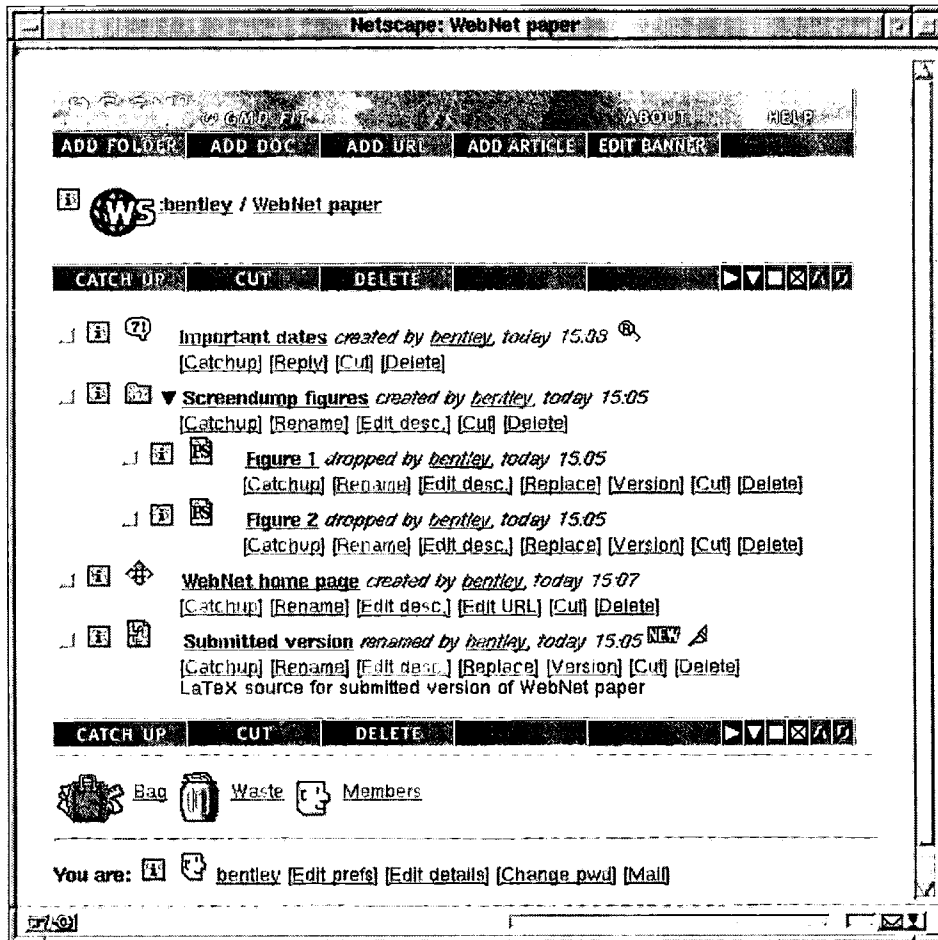 Netscape: WebNet paper
GMD FIT ABOUT HELP
ADD FOLDER ADD DOC ADD URL ADD ARTICLE EDIT BANNER
WS :bentley / WebNet paper
CATCH UP CUT DELETE
?! Important dates created by bentley, today 15:08 R
[Catchup] [Reply] [Cut] [Delete]
▼ Screendump figures created by bentley, today 15:05
[Catchup] [Rename] [Edit desc.] [Cut] [Delete]
PS Figure 1 dropped by bentley, today 15:05
[Catchup] [Rename] [Edit desc.] [Replace] [Version] [Cut] [Delete]
PS Figure 2 dropped by bentley, today 15:05
[Catchup] [Rename] [Edit desc.] [Replace] [Version] [Cut] [Delete]
WebNet home page created by bentley, today 15:07
[Catchup] [Rename] [Edit desc.] [Edit URL] [Cut] [Delete]
Submitted version renamed by bentley, today 15:05 NEW
[Catchup] [Rename] [Edit desc.] [Replace] [Version] [Cut] [Delete]
LaTeX source for submitted version of WebNet paper
CATCH UP CUT DELETE
Bag Waste Members
You are: bentley [Edit prefs] [Edit details] [Change pwd] [Mail]